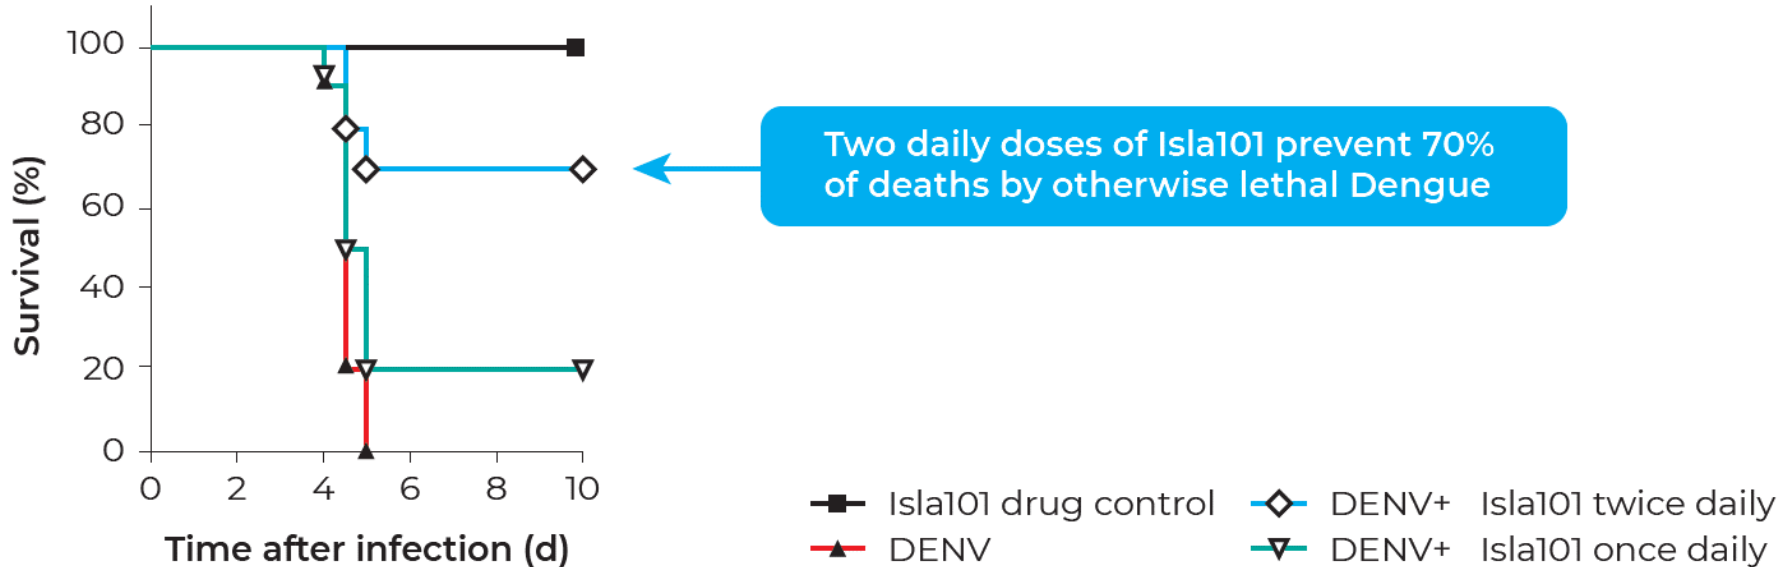 Survival (%)
100
80
60
40
20
0
0 2 4 6 8 10
Time after infection (d)
Two daily doses of Isla101 prevent 70%
of deaths by otherwise lethal Dengue
Isla101 drug control
DENV
DENV+ Isla101 twice daily
DENV+ Isla101 once daily